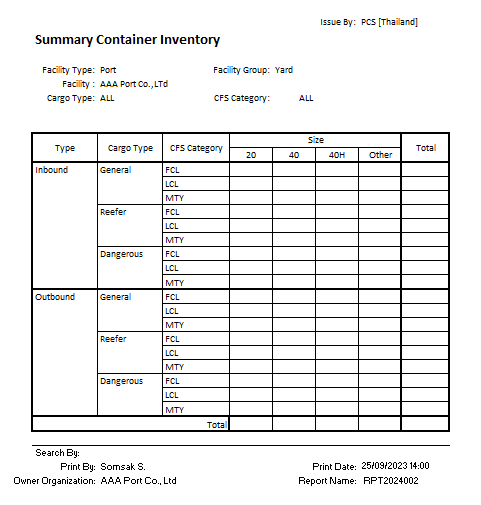 Issue By: PCS [Thailand]
Summary Container Inventory
Facility Type: Port Facility Group: Yard
Facility : AAA Port Co.,LTd
Cargo Type: ALL CFS Category: ALL
Type Cargo Type CFS Category Size Total
20 40 40H Other
Inbound General FCL
LCL
MTY
Reefer FCL
LCL
MTY
Dangerous FCL
LCL
MTY
Outbound General FCL
LCL
MTY
Reefer FCL
LCL
MTY
Dangerous FCL
LCL
MTY
Total
Search By:
Print By: Somsak S. Print Date: 25/09/2023 14:00
Owner Organization: AAA Port Co., Ltd Report Name: RPT2024002